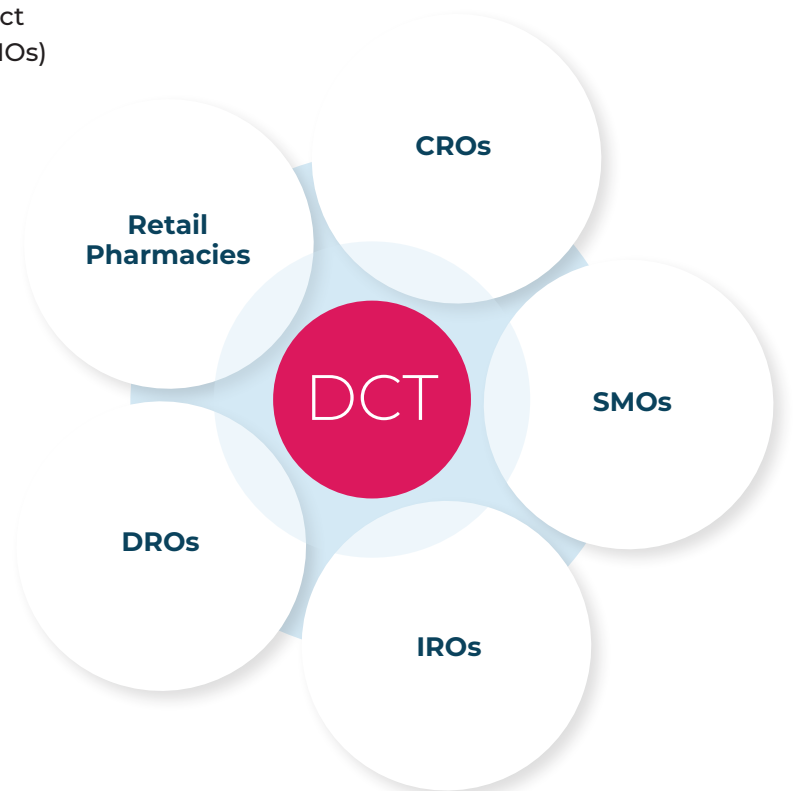 ct
IOs)
CROs
Retail
Pharmacies
DCT
SMOs
DROs
IROs